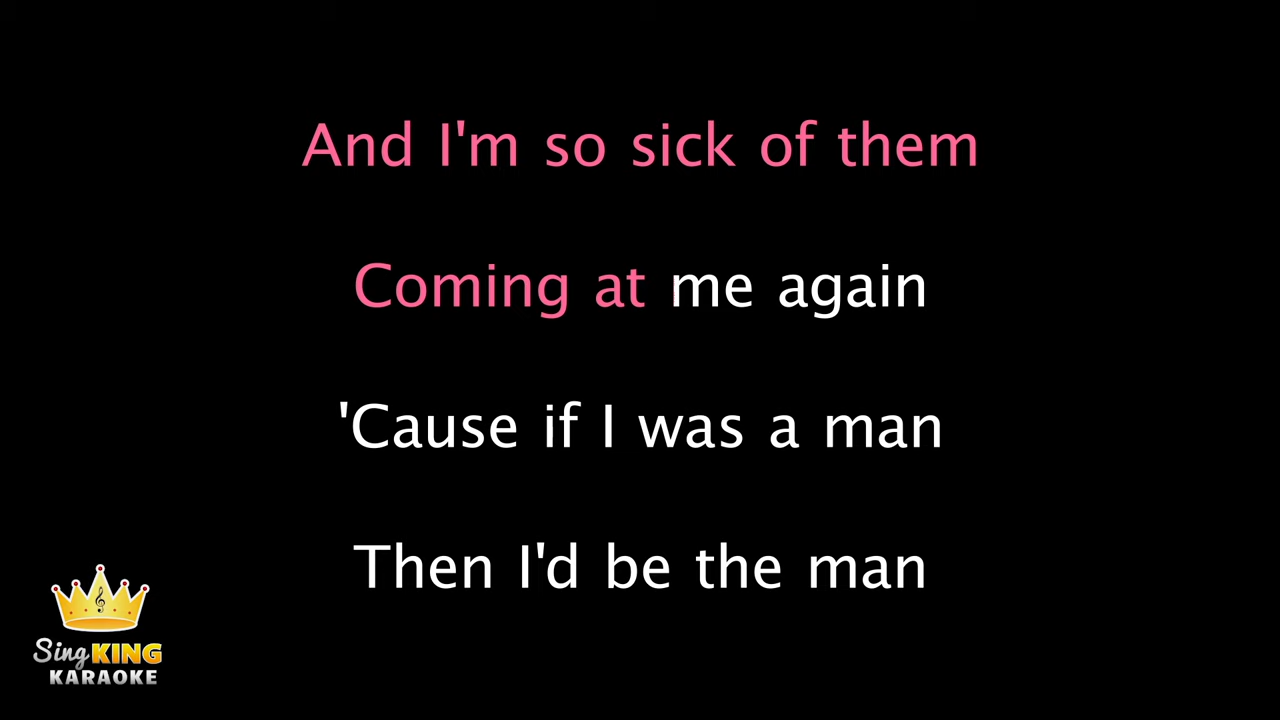 And I'm so sick of them
Coming at me again
'Cause if I was a man
Then I'd be the man
Sing KING
KARAOKE